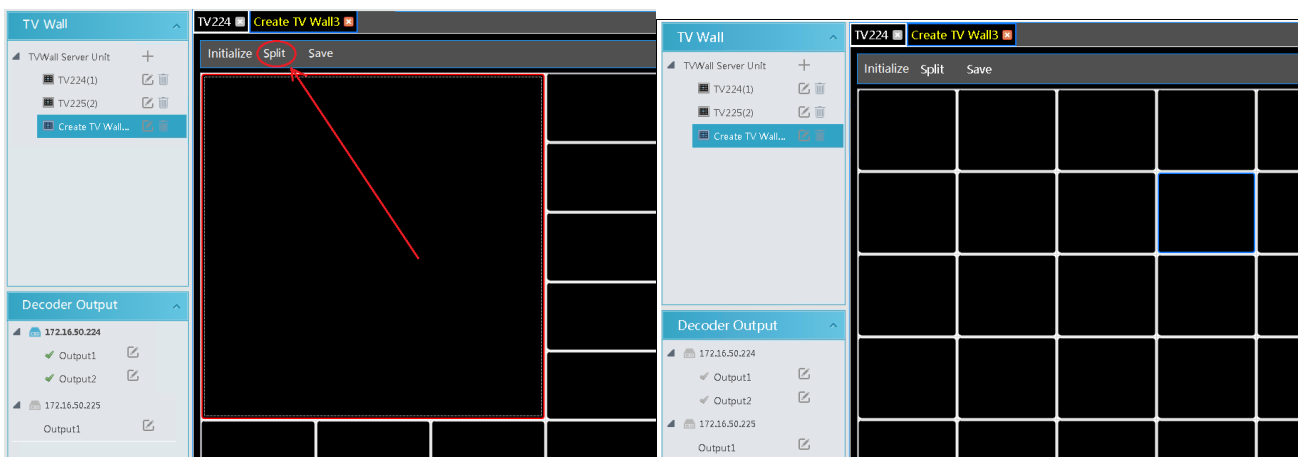 TV Wall
TVWall Server Unit
TV224(1)
TV225(2)
Create TV Wall...
Decoder Output
172.16.50.224
Output1
Output2
172.16.50.225
Output1
TV224 Create TV Wall3
Initialize Split Save
TV Wall
TVWall Server Unit
TV224(1)
TV225(2)
Create TV Wall...
Decoder Output
172.16.50.224
Output1
Output2
172.16.50.225
Output1
TV224 Create TV Wall3
Initialize Split Save